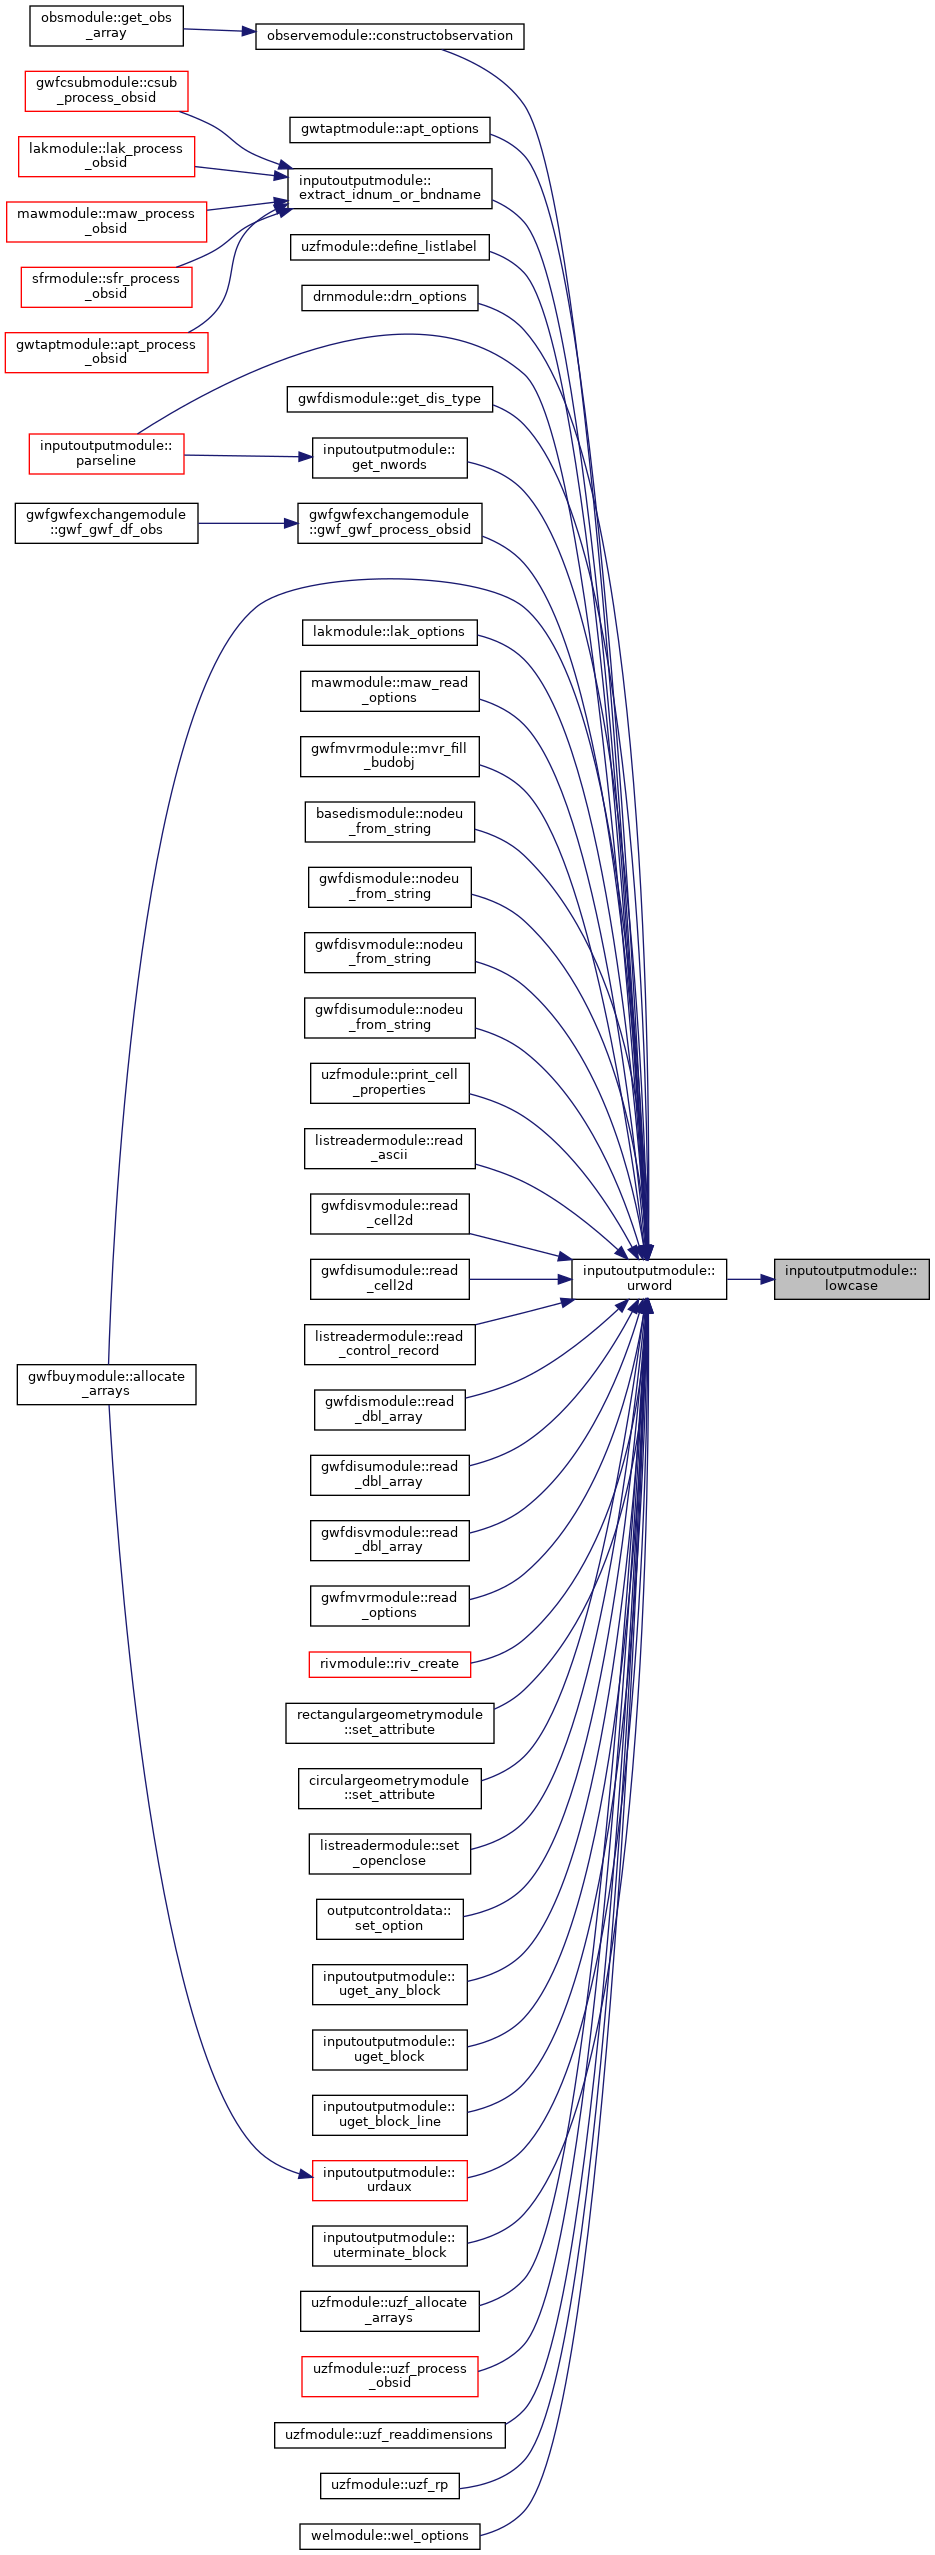 obsmodule::get_obs
_array
observemodule::constructobservation
gwfcsubmodule::csub
_process_obsid
gwtaptmodule::apt_options
lakmodule::lak_process
_obsid
inputoutputmodule::
extract_idnum_or_bndname
mawmodule::maw_process
_obsid
uzfmodule::define_listlabel
sfrmodule::sfr_process
_obsid
drnmodule::drn_options
gwtaptmodule::apt_process
_obsid
gwfdismodule::get_dis_type
inputoutputmodule::
parseline
inputoutputmodule::
get_nwords
gwfgwfexchangemodule
::gwf_gwf_df_obs
gwfgwfexchangemodule
::gwf_gwf_process_obsid
lakmodule::lak_options
mawmodule::maw_read
_options
gwfmvrmodule::mvr_fill
_budobj
basedismodule::nodeu
_from_string
gwfdismodule::nodeu
_from_string
gwfdisvmodule::nodeu
_from_string
gwfdisumodule::nodeu
_from_string
uzfmodule::print_cell
_properties
listreadermodule::read
_ascii
gwfdisvmodule::read
_cell2d
gwfdisumodule::read
_cell2d
inputoutputmodule::
urword
inputoutputmodule::
lowcase
listreadermodule::read
_control_record
gwfbuymodule::allocate
_arrays
gwfdismodule::read
_dbl_array
gwfdisumodule::read
_dbl_array
gwfdisvmodule::read
_dbl_array
gwfmvrmodule::read
_options
rivmodule::riv_create
rectangulargeometrymodule
::set_attribute
circulargeometrymodule
::set_attribute
listreadermodule::set
_openclose
outputcontroldata::
set_option
inputoutputmodule::
uget_any_block
inputoutputmodule::
uget_block
inputoutputmodule::
uget_block_line
inputoutputmodule::
urdaux
inputoutputmodule::
uterminate_block
uzfmodule::uzf_allocate
_arrays
uzfmodule::uzf_process
_obsid
uzfmodule::uzf_readdimensions
uzfmodule::uzf_rp
welmodule::wel_options